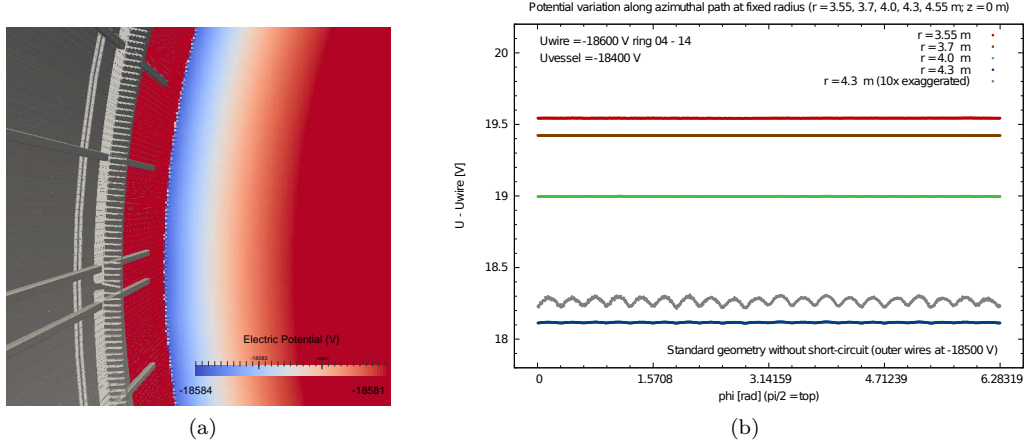 Potential variation along azimuthal path at fixed radius (r = 3.55, 3.7, 4.0, 4.3, 4.55 m; z = 0 m)
20
19.5
19
18.5
18
U - Uwire [V]
Uwire = -18600 V ring 04 - 14
Uvessel = -18400 V
r = 3.55 m
r = 3.7 m
r = 4.0 m
r = 4.3 m
r = 4.3 m (10x exaggerated)
Standard geometry without short-circuit (outer wires at -18500 V)
0 1.5708 3.14159 4.71239 6.28319
phi [rad] (pi/2 = top)
Electric Potential (V)
-18583
-18584 -18581
(a) (b)